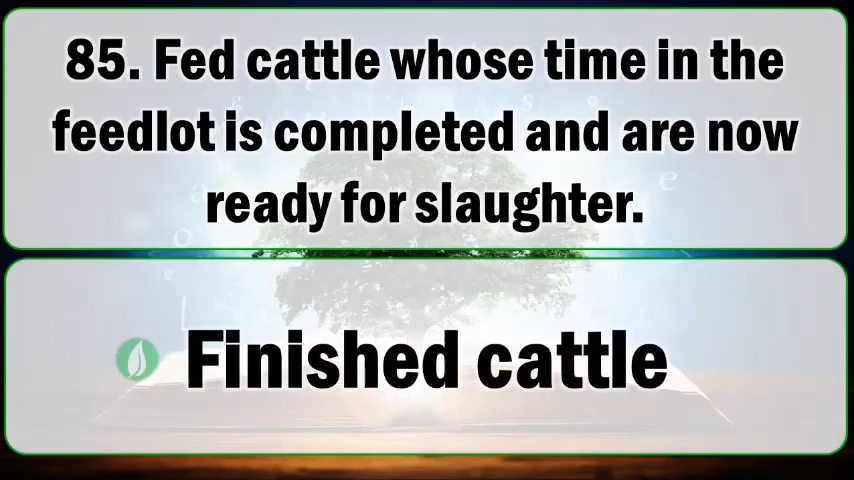 85. Fed cattle whose time in the
feedlot is completed and are now
ready for slaughter.
Finished cattle